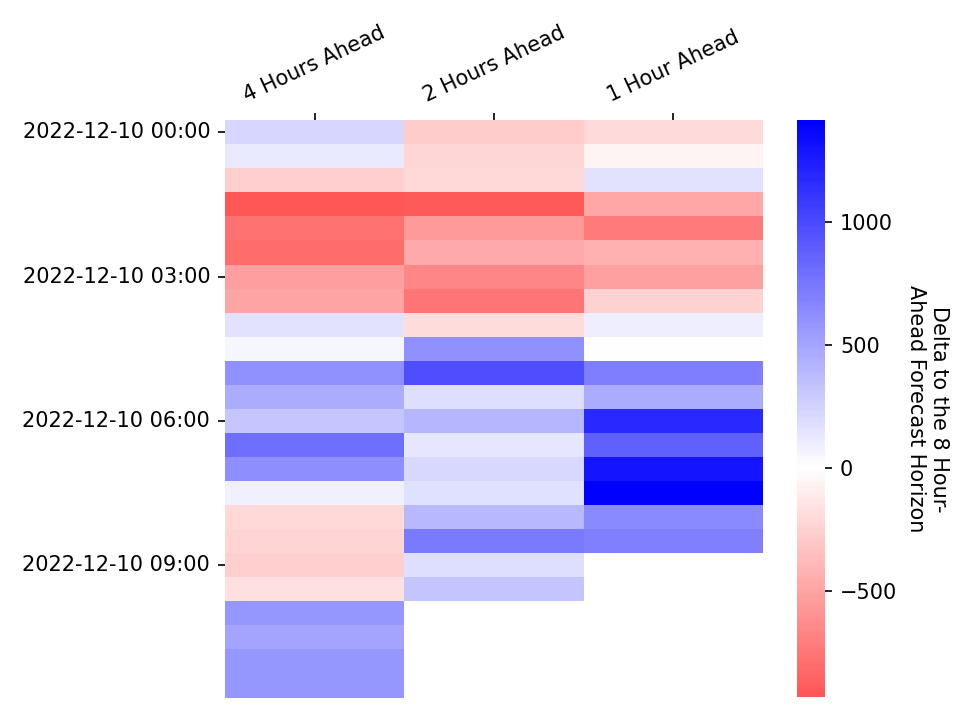 4 Hours Ahead
2 Hours Ahead
1 Hour Ahead
2022-12-10 00:00
2022-12-10 03:00
2022-12-10 06:00
2022-12-10 09:00
1000
500
0
−500
Delta to the 8 Hour-
Ahead Forecast Horizon